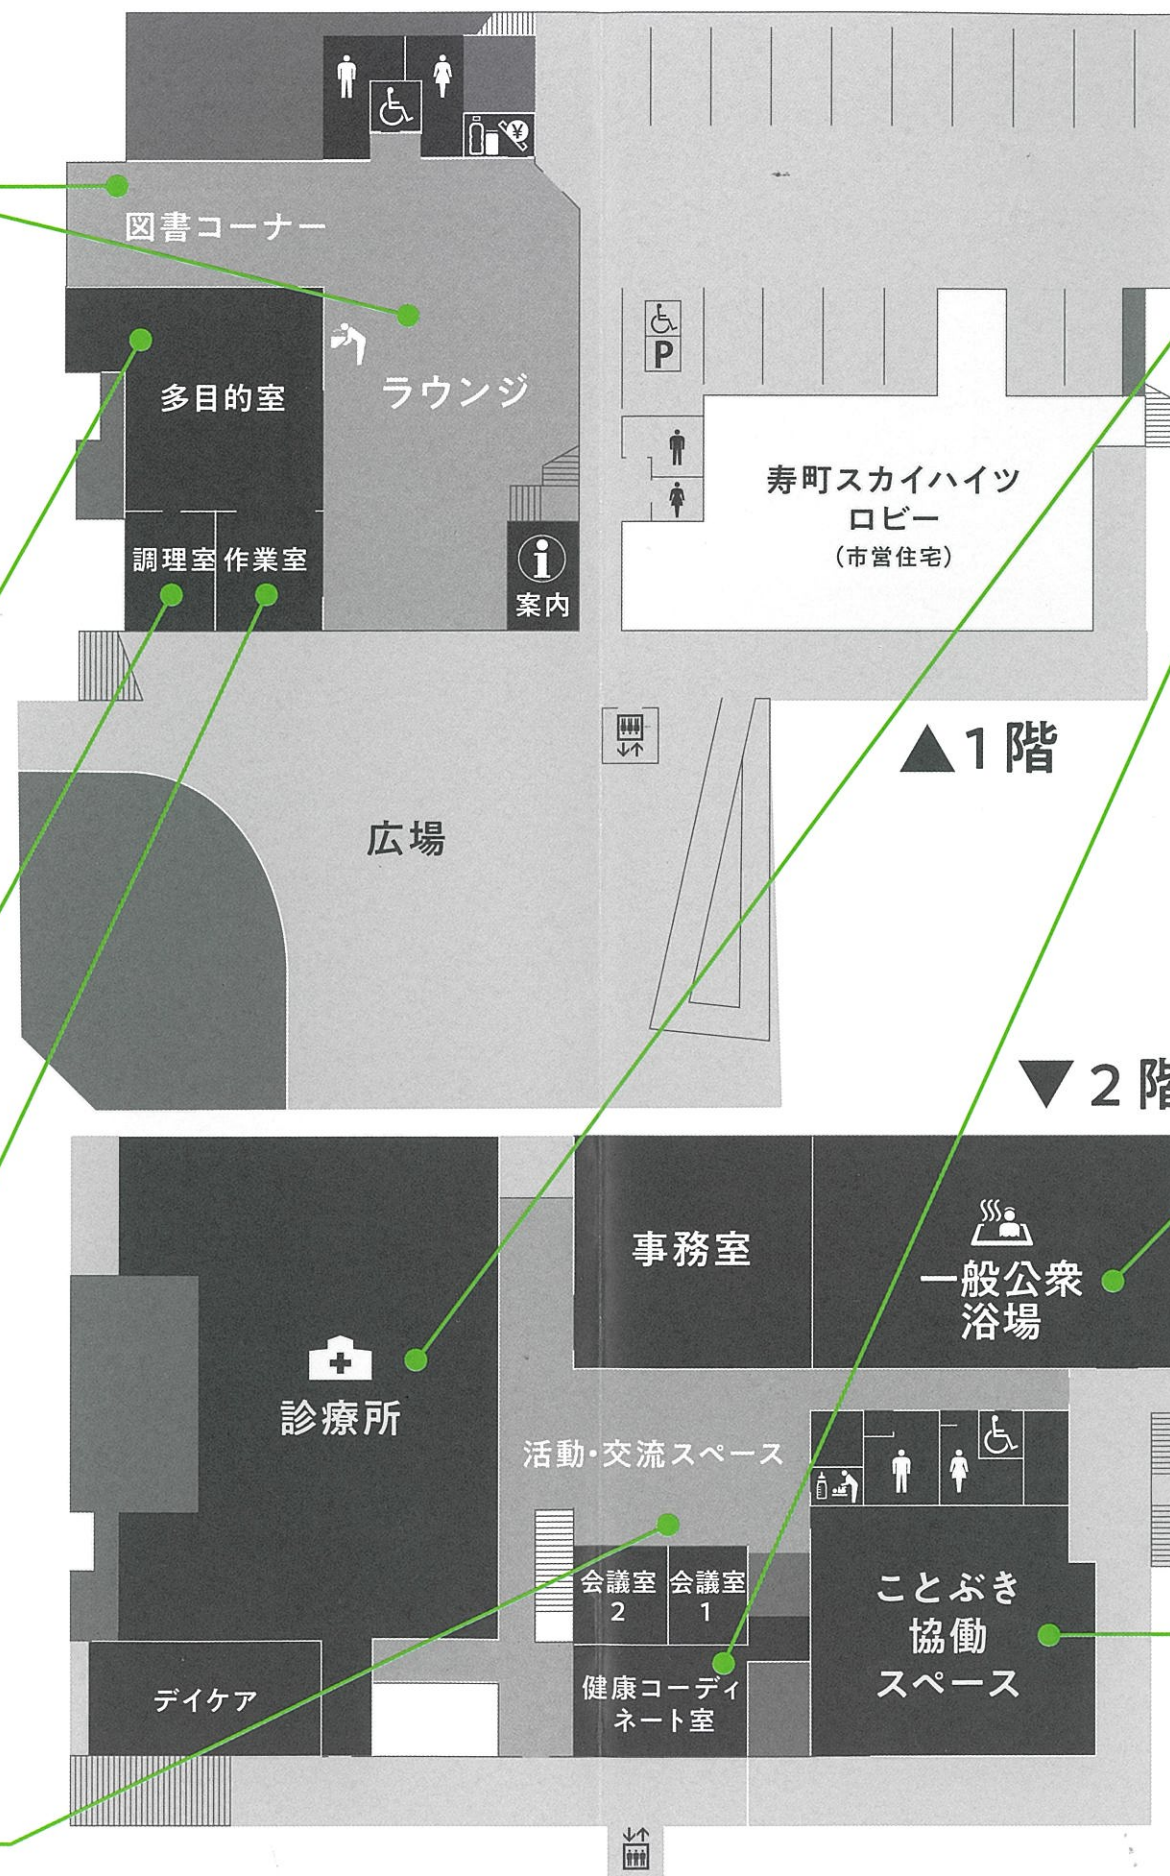 ¥
図書コーナー
ラウンジ
多目的室
調理室
作業室
i
案内
P
寿町スカイハイツ
ロビー
(市営住宅)
▲1階
広場
▼2階
事務室
一般公衆
浴場
診療所
活動・交流スペース
会議室
2
会議室
1
ことぶき
協働
スペース
健康コーディ
ネート室
デイケア